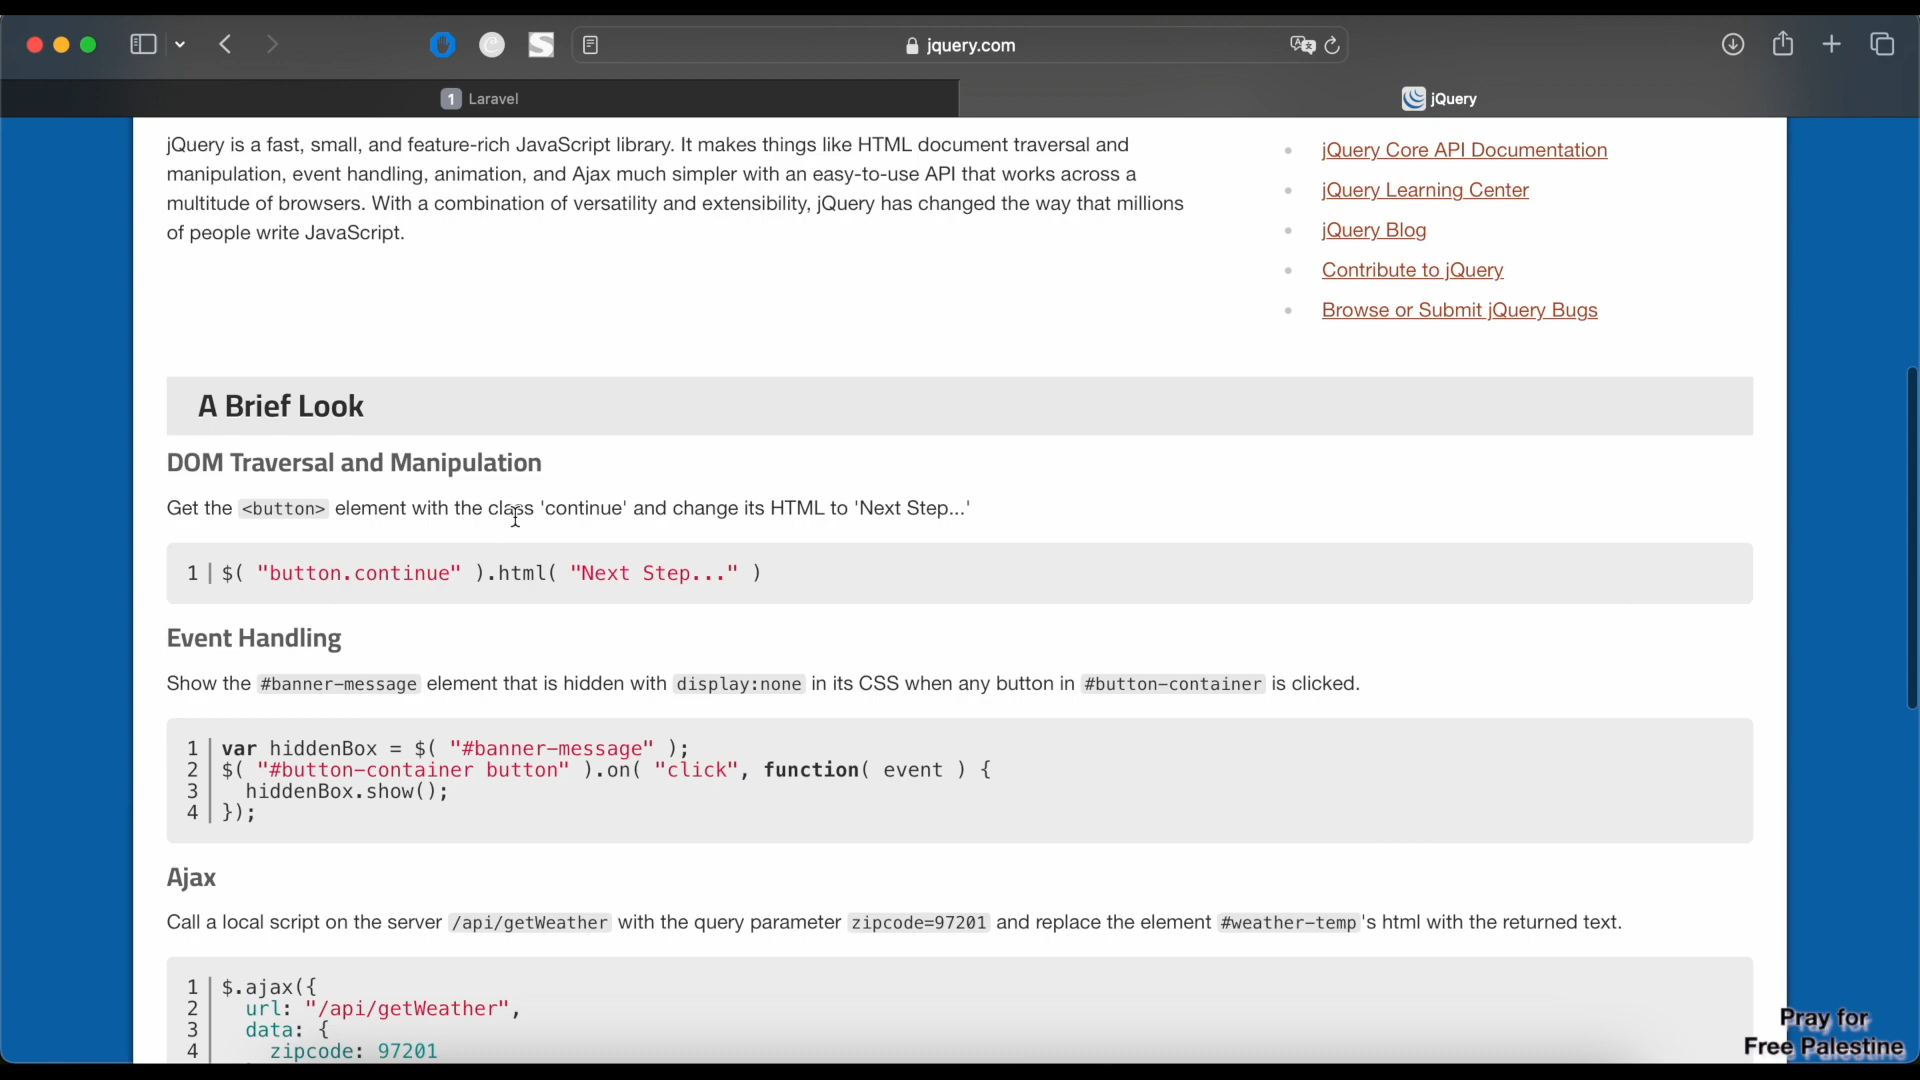 jquery.com
1 Laravel
jQuery
jQuery is a fast, small, and feature-rich JavaScript library. It makes things like HTML document traversal and
manipulation, event handling, animation, and Ajax much simpler with an easy-to-use API that works across a
multitude of browsers. With a combination of versatility and extensibility, jQuery has changed the way that millions
of people write JavaScript.
jQuery Core API Documentation
jQuery Learning Center
jQuery Blog
Contribute to jQuery
Browse or Submit jQuery Bugs
A Brief Look
DOM Traversal and Manipulation
Get the <button> element with the class 'continue' and change its HTML to 'Next Step...'
1 $( "button.continue" ).html( "Next Step..." )
Event Handling
Show the #banner-message element that is hidden with display:none in its CSS when any button in #button-container is clicked.
1 var hiddenBox = $( "#banner-message" );
2 $( "#button-container button" ).on( "click", function( event ) {
3   hiddenBox.show();
4 });
Ajax
Call a local script on the server /api/getWeather with the query parameter zipcode=97201 and replace the element #weather-temp's html with the returned text.
1 $.ajax({
2   url: "/api/getWeather",
3   data: {
4     zipcode: 97201
Pray for
Free Palestine